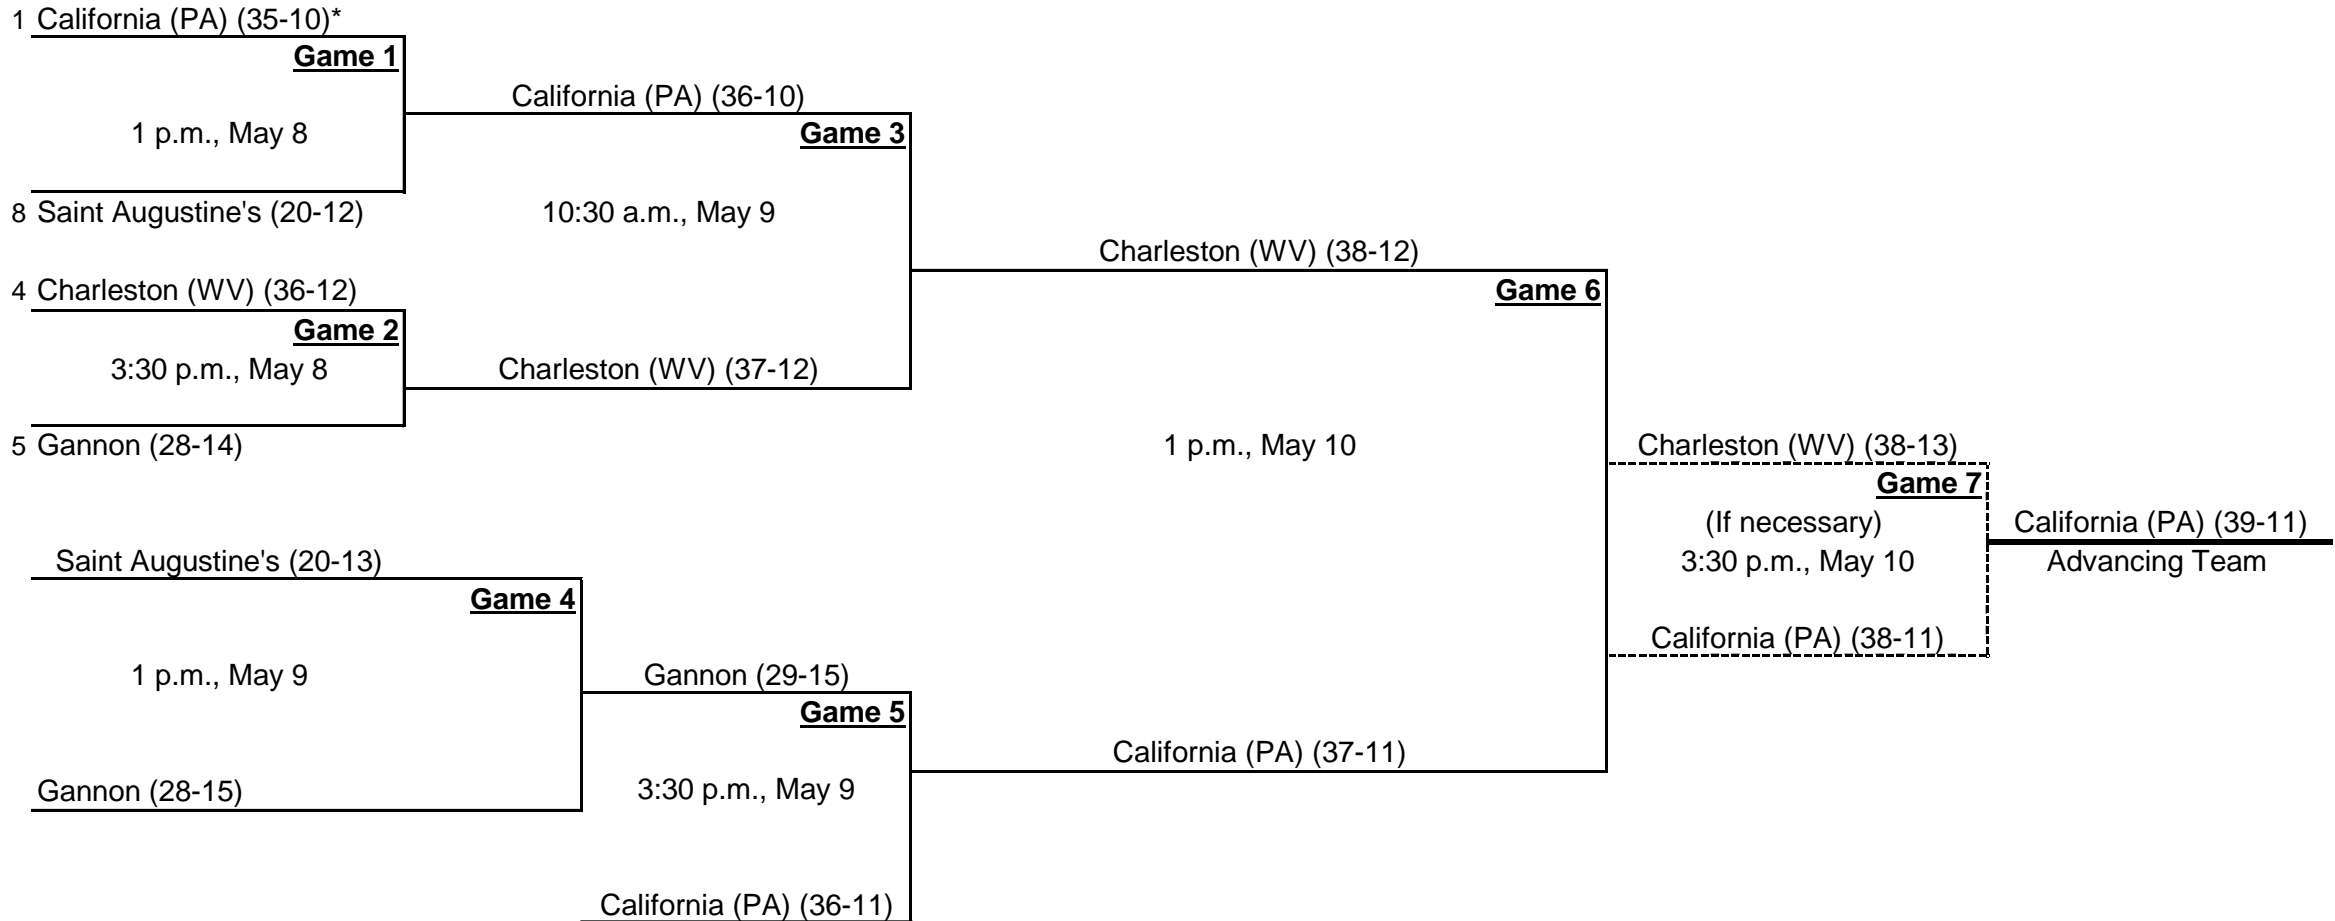 1 California (PA) (35-10)*
Game 1
California (PA) (36-10)
1 p.m., May 8
Game 3
8 Saint Augustine's (20-12)
10:30 a.m., May 9
Charleston (WV) (38-12)
4 Charleston (WV) (36-12)
Game 6
Game 2
3:30 p.m., May 8
Charleston (WV) (37-12)
5 Gannon (28-14)
1 p.m., May 10
Charleston (WV) (38-13)
Game 7
(If necessary)
California (PA) (39-11)
Saint Augustine's (20-13)
3:30 p.m., May 10
Advancing Team
Game 4
California (PA) (38-11)
1 p.m., May 9
Gannon (29-15)
Game 5
California (PA) (37-11)
Gannon (28-15)
3:30 p.m., May 9
California (PA) (36-11)